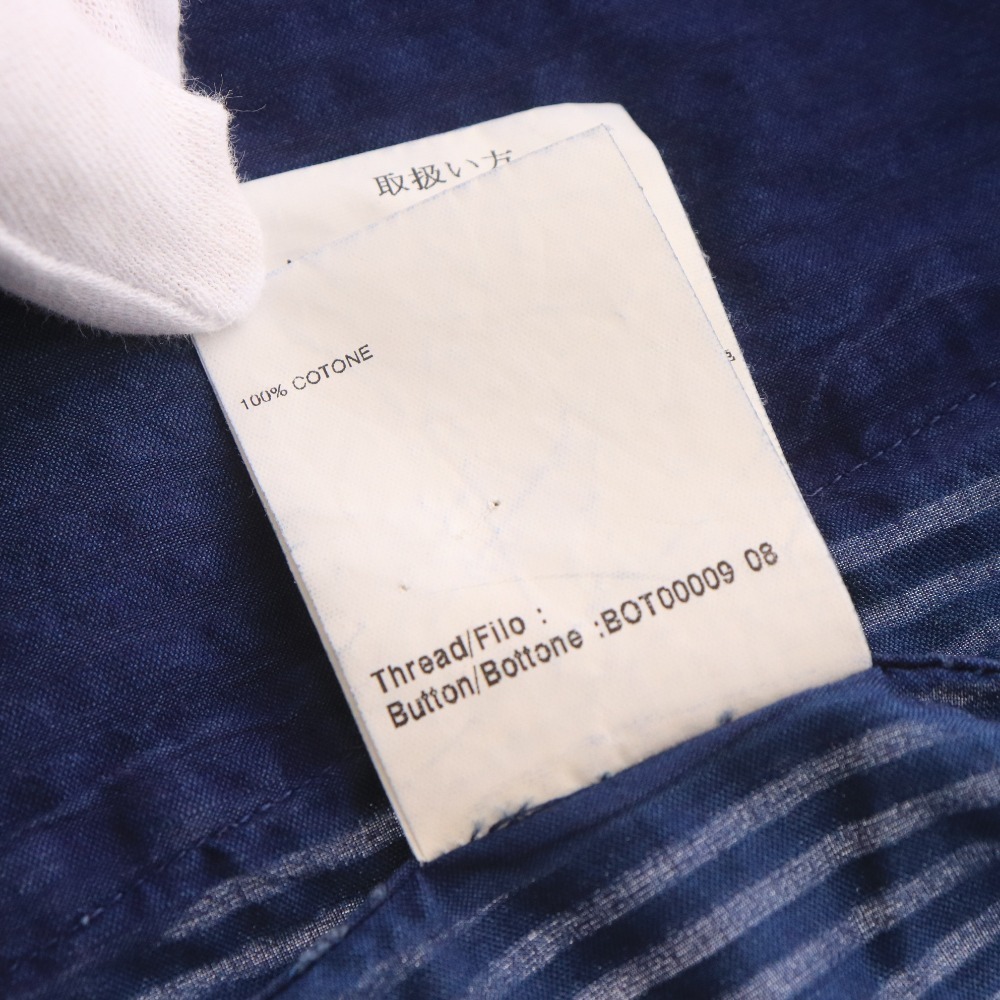 取扱い方
100% COTONE
Thread/Filo :
Button/Bottone :BOT00009 08